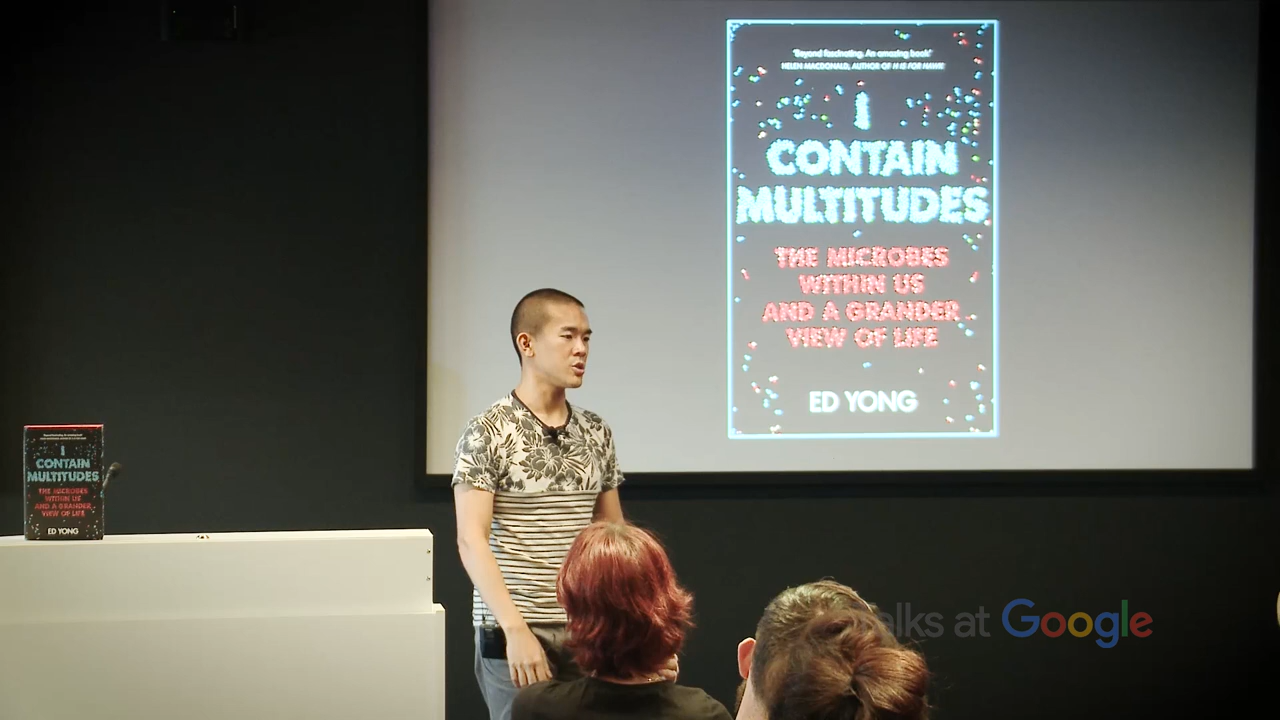 'Beyond fascinating. An amazing book'
HELEN MACDONALD, AUTHOR OF H IS FOR HAWK
I
CONTAIN
MULTITUDES
THE MICROBES
WITHIN US
AND A GRANDER
VIEW OF LIFE
ED YONG
I
CONTAIN
MULTITUDES
THE MICROBES
WITHIN US
AND A GRANDER
VIEW OF LIFE
ED YONG
alks at Google